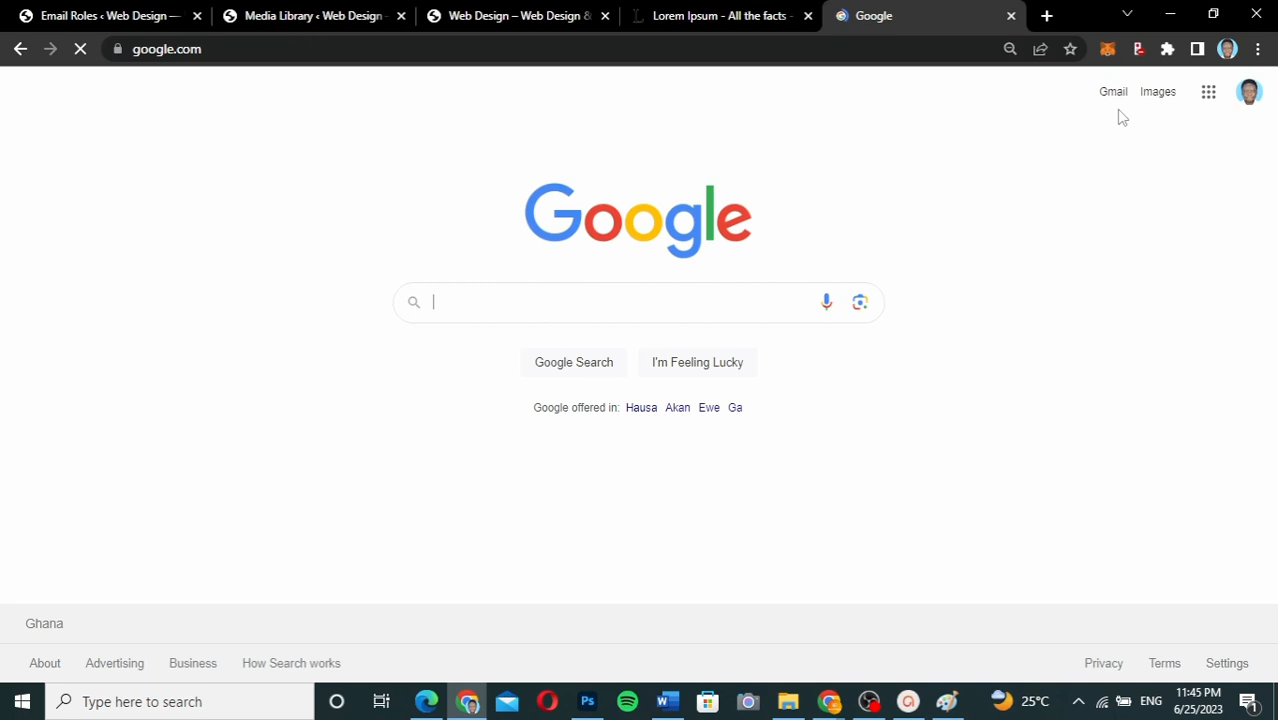 Email Roles ‹ Web Design —
Media Library ‹ Web Design -
Web Design – Web Design &
Lorem Ipsum - All the facts -
Google
google.com
Gmail
Images
Google
Google Search
I'm Feeling Lucky
Google offered in: Hausa Akan Ewe Ga
Ghana
About
Advertising
Business
How Search works
Privacy
Terms
Settings
Type here to search
25°C
ENG
11:45 PM
6/25/2023